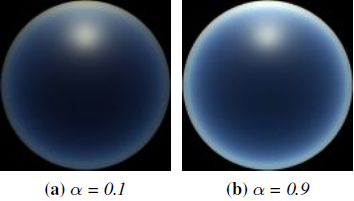 (a) α = 0.1
(b) α = 0.9